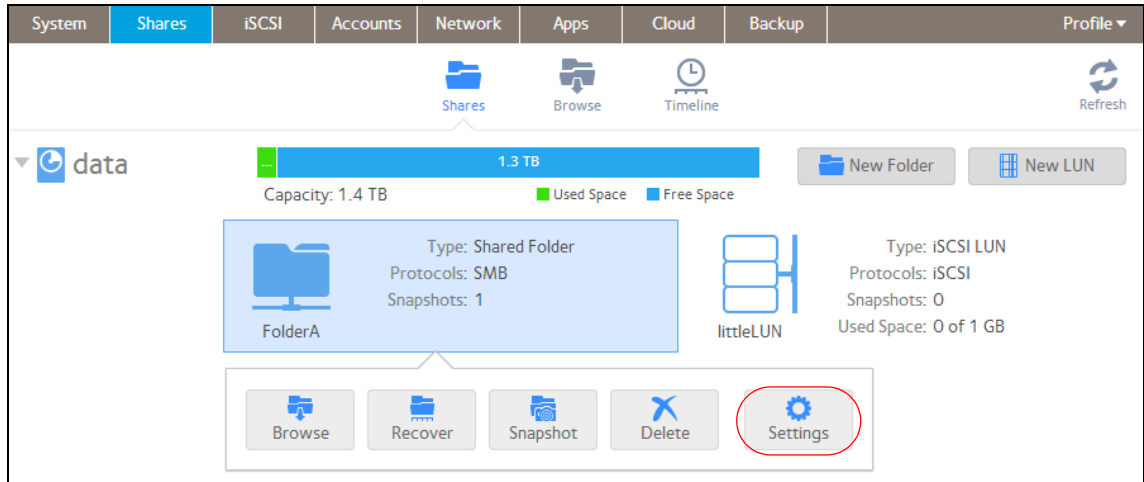 System Shares iSCSI Accounts Network Apps Cloud Backup Profile
Shares Browse Timeline Refresh
data
... 1.3 TB
New Folder New LUN
Capacity: 1.4 TB Used Space Free Space
Type: Shared Folder
Protocols: SMB
Snapshots: 1
FolderA
Type: iSCSI LUN
Protocols: iSCSI
Snapshots: 0
Used Space: 0 of 1 GB
littleLUN
Browse Recover Snapshot Delete Settings